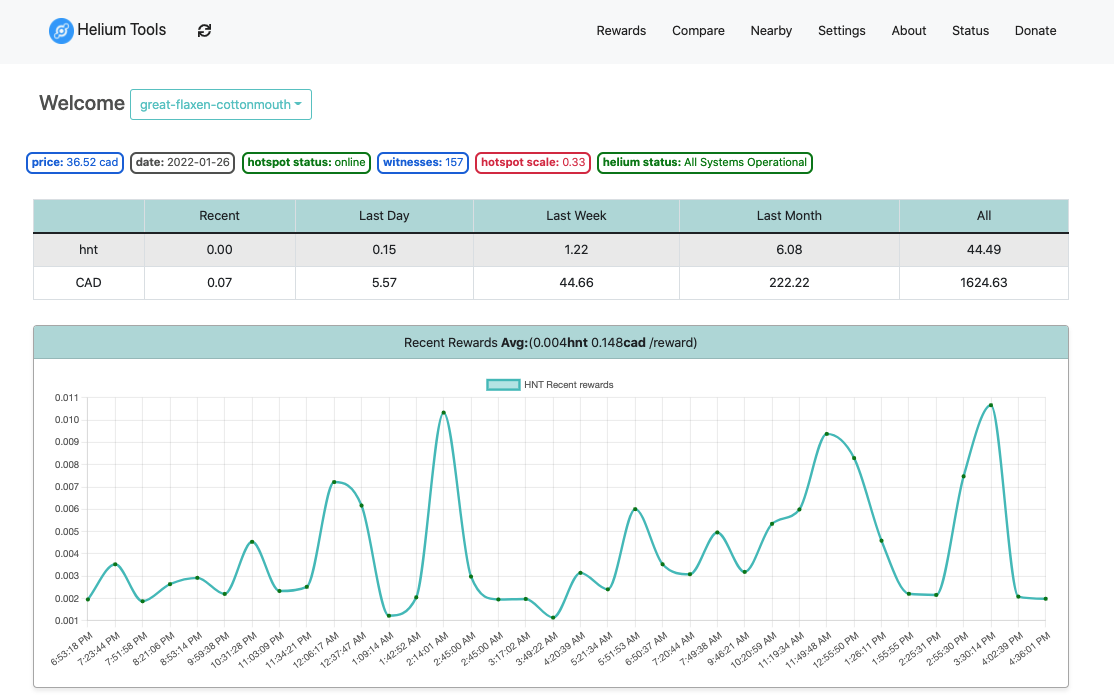 Helium Tools Rewards Compare Nearby Settings About Status Donate
Welcome great-flaxen-cottonmouth
price: 36.52 cad date: 2022-01-26 hotspot status: online witnesses: 157 hotspot scale: 0.33 helium status: All Systems Operational
Recent Last Day Last Week Last Month All
hnt 0.00 0.15 1.22 6.08 44.49
CAD 0.07 5.57 44.66 222.22 1624.63
Recent Rewards Avg:(0.004hnt 0.148cad /reward)
HNT Recent rewards
0.011
0.010
0.009
0.008
0.007
0.006
0.005
0.004
0.003
0.002
0.001
6:53:18 PM 7:23:44 PM 7:51:58 PM 8:21:06 PM 8:53:14 PM 9:59:38 PM 10:31:28 PM 11:03:09 PM 11:34:21 PM 12:06:17 AM 12:37:47 AM 1:09:14 AM 1:42:52 AM 2:14:01 AM 2:45:00 AM 2:45:00 AM 3:17:02 AM 3:49:22 AM 4:20:39 AM 5:21:34 AM 5:51:53 AM 6:50:37 AM 7:20:44 AM 7:49:38 AM 9:46:21 AM 10:20:59 AM 11:19:34 AM 11:49:48 AM 12:55:50 PM 1:26:11 PM 1:55:55 PM 2:25:31 PM 2:55:30 PM 3:30:14 PM 4:02:39 PM 4:36:01 PM